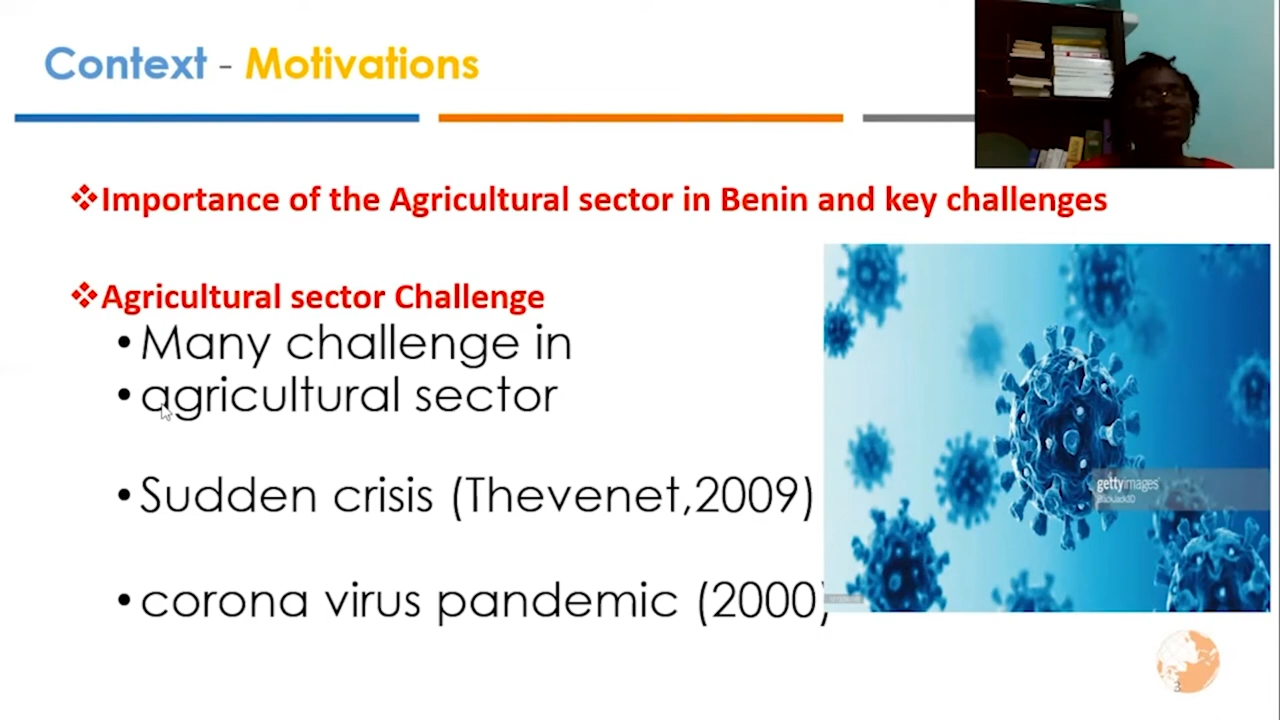 Context - Motivations
❖Importance of the Agricultural sector in Benin and key challenges
❖Agricultural sector Challenge
•Many challenge in
•agricultural sector
•Sudden crisis (Thevenet,2009)
gettyimages
•corona virus pandemic (2000)
3